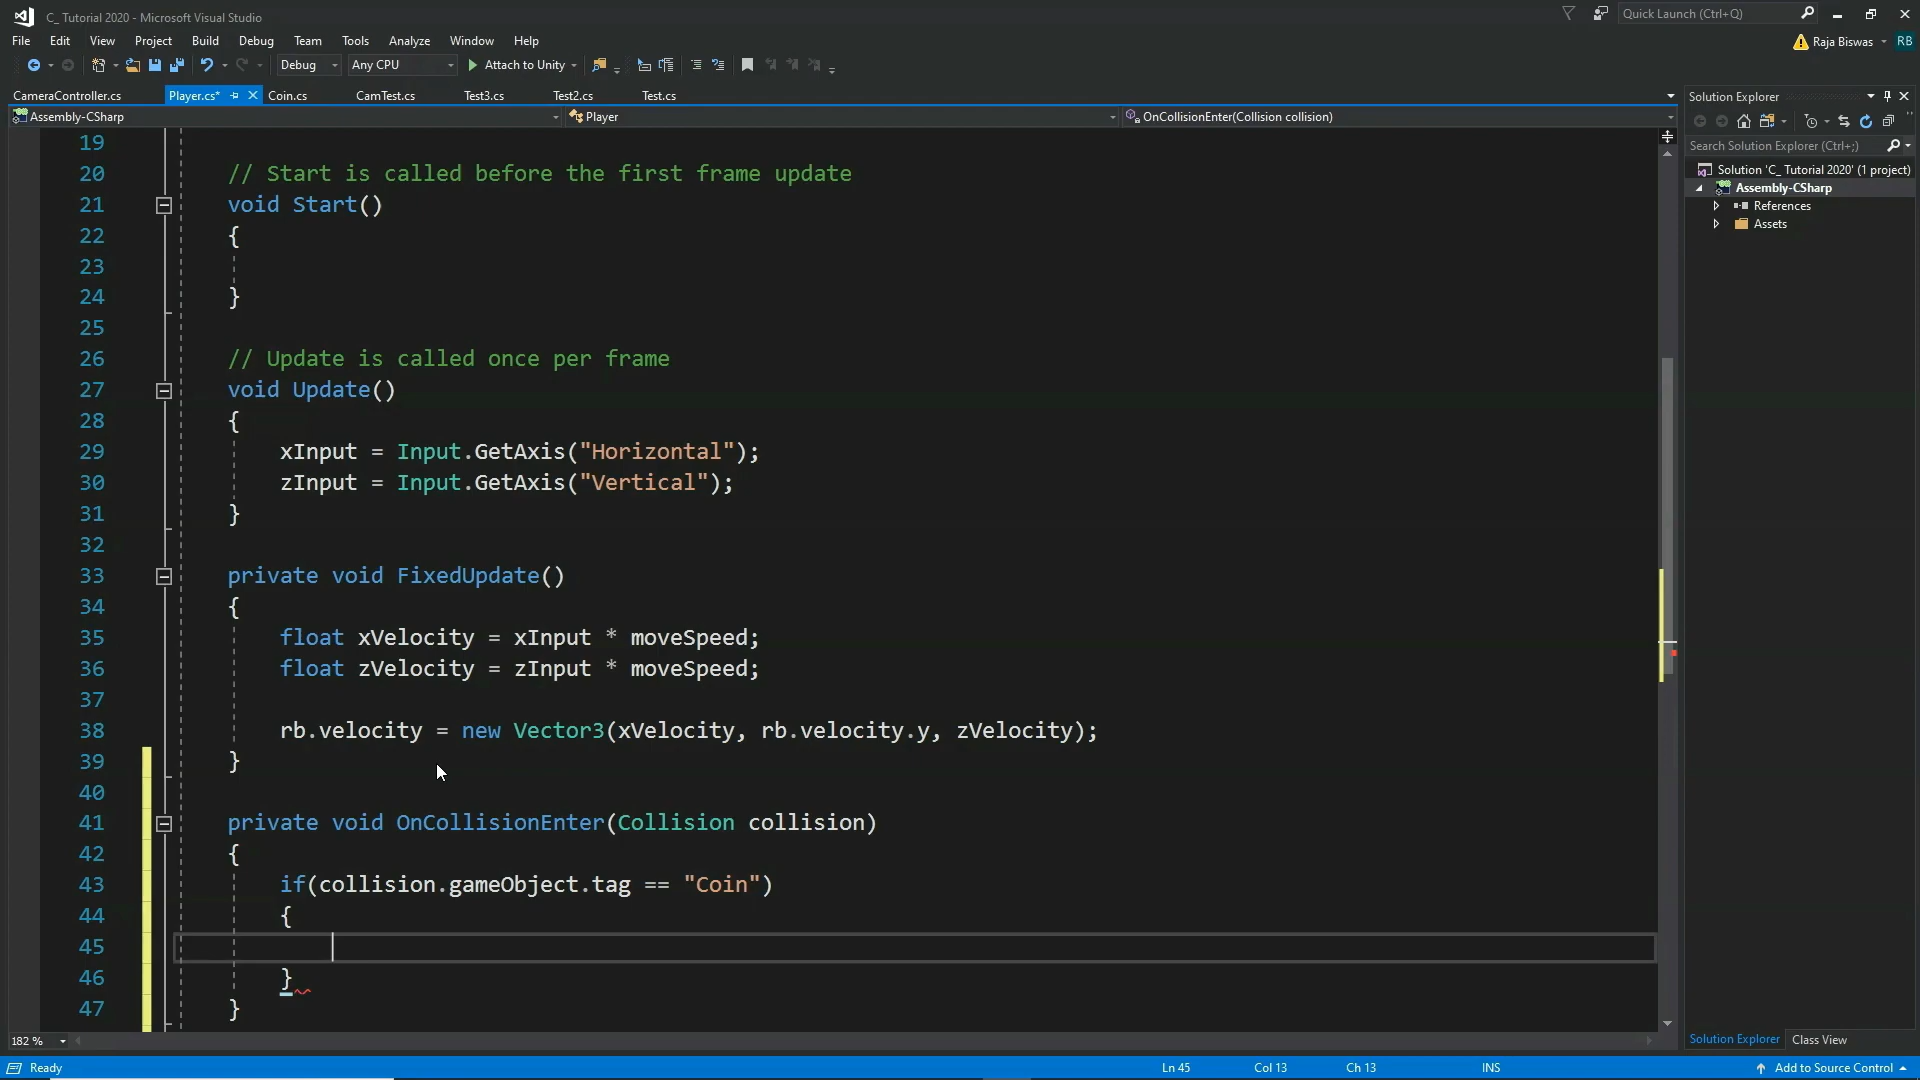 C_ Tutorial 2020 - Microsoft Visual Studio
Quick Launch (Ctrl+Q)
File Edit View Project Build Debug Team Tools Analyze Window Help
Raja Biswas RB
Debug Any CPU Attach to Unity
CameraController.cs Player.cs* Coin.cs CamTest.cs Test3.cs Test2.cs Test.cs
Assembly-CSharp Player OnCollisionEnter(Collision collision)
19
20 // Start is called before the first frame update
21 void Start()
22 {
23
24 }
25
26 // Update is called once per frame
27 void Update()
28 {
29 xInput = Input.GetAxis("Horizontal");
30 zInput = Input.GetAxis("Vertical");
31 }
32
33 private void FixedUpdate()
34 {
35 float xVelocity = xInput * moveSpeed;
36 float zVelocity = zInput * moveSpeed;
37
38 rb.velocity = new Vector3(xVelocity, rb.velocity.y, zVelocity);
39 }
40
41 private void OnCollisionEnter(Collision collision)
42 {
43 if(collision.gameObject.tag == "Coin")
44 {
45
46 }
47 }
182 %
Solution Explorer
Search Solution Explorer (Ctrl+;)
Solution 'C_ Tutorial 2020' (1 project)
Assembly-CSharp
References
Assets
Solution Explorer Class View
Ready Ln 45 Col 13 Ch 13 INS Add to Source Control